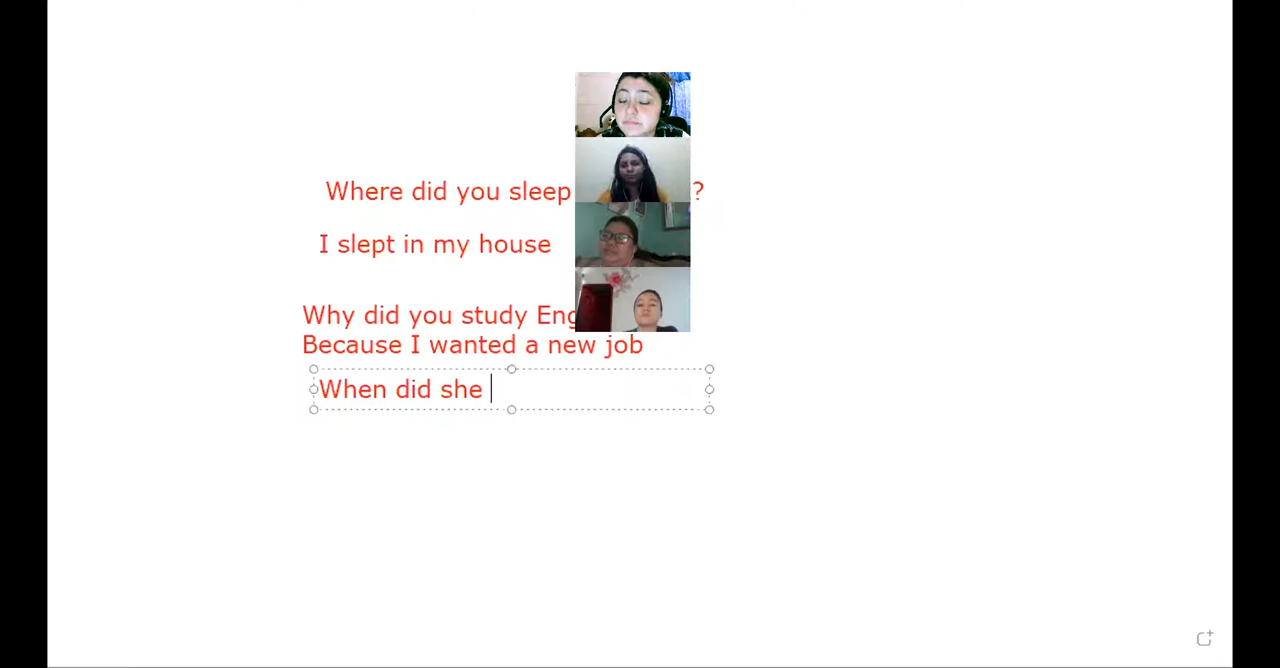 Where did you sleep ?
I slept in my house
Why did you study Eng
Because I wanted a new job
When did she